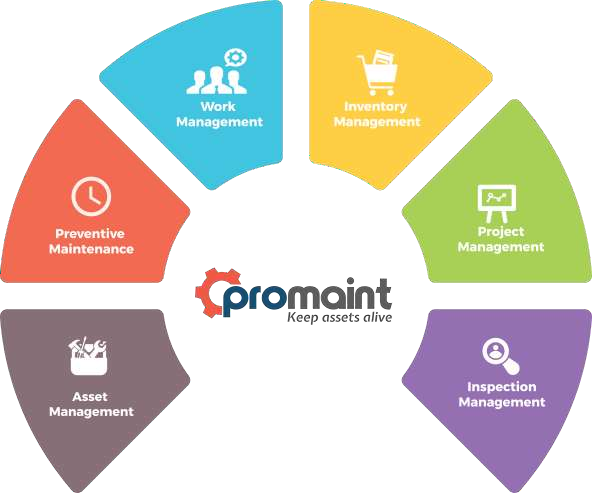 Work
Management
Inventory
Management
Preventive
Maintenance
Project
Management
promaint
Keep assets alive
Asset
Management
Inspection
Management